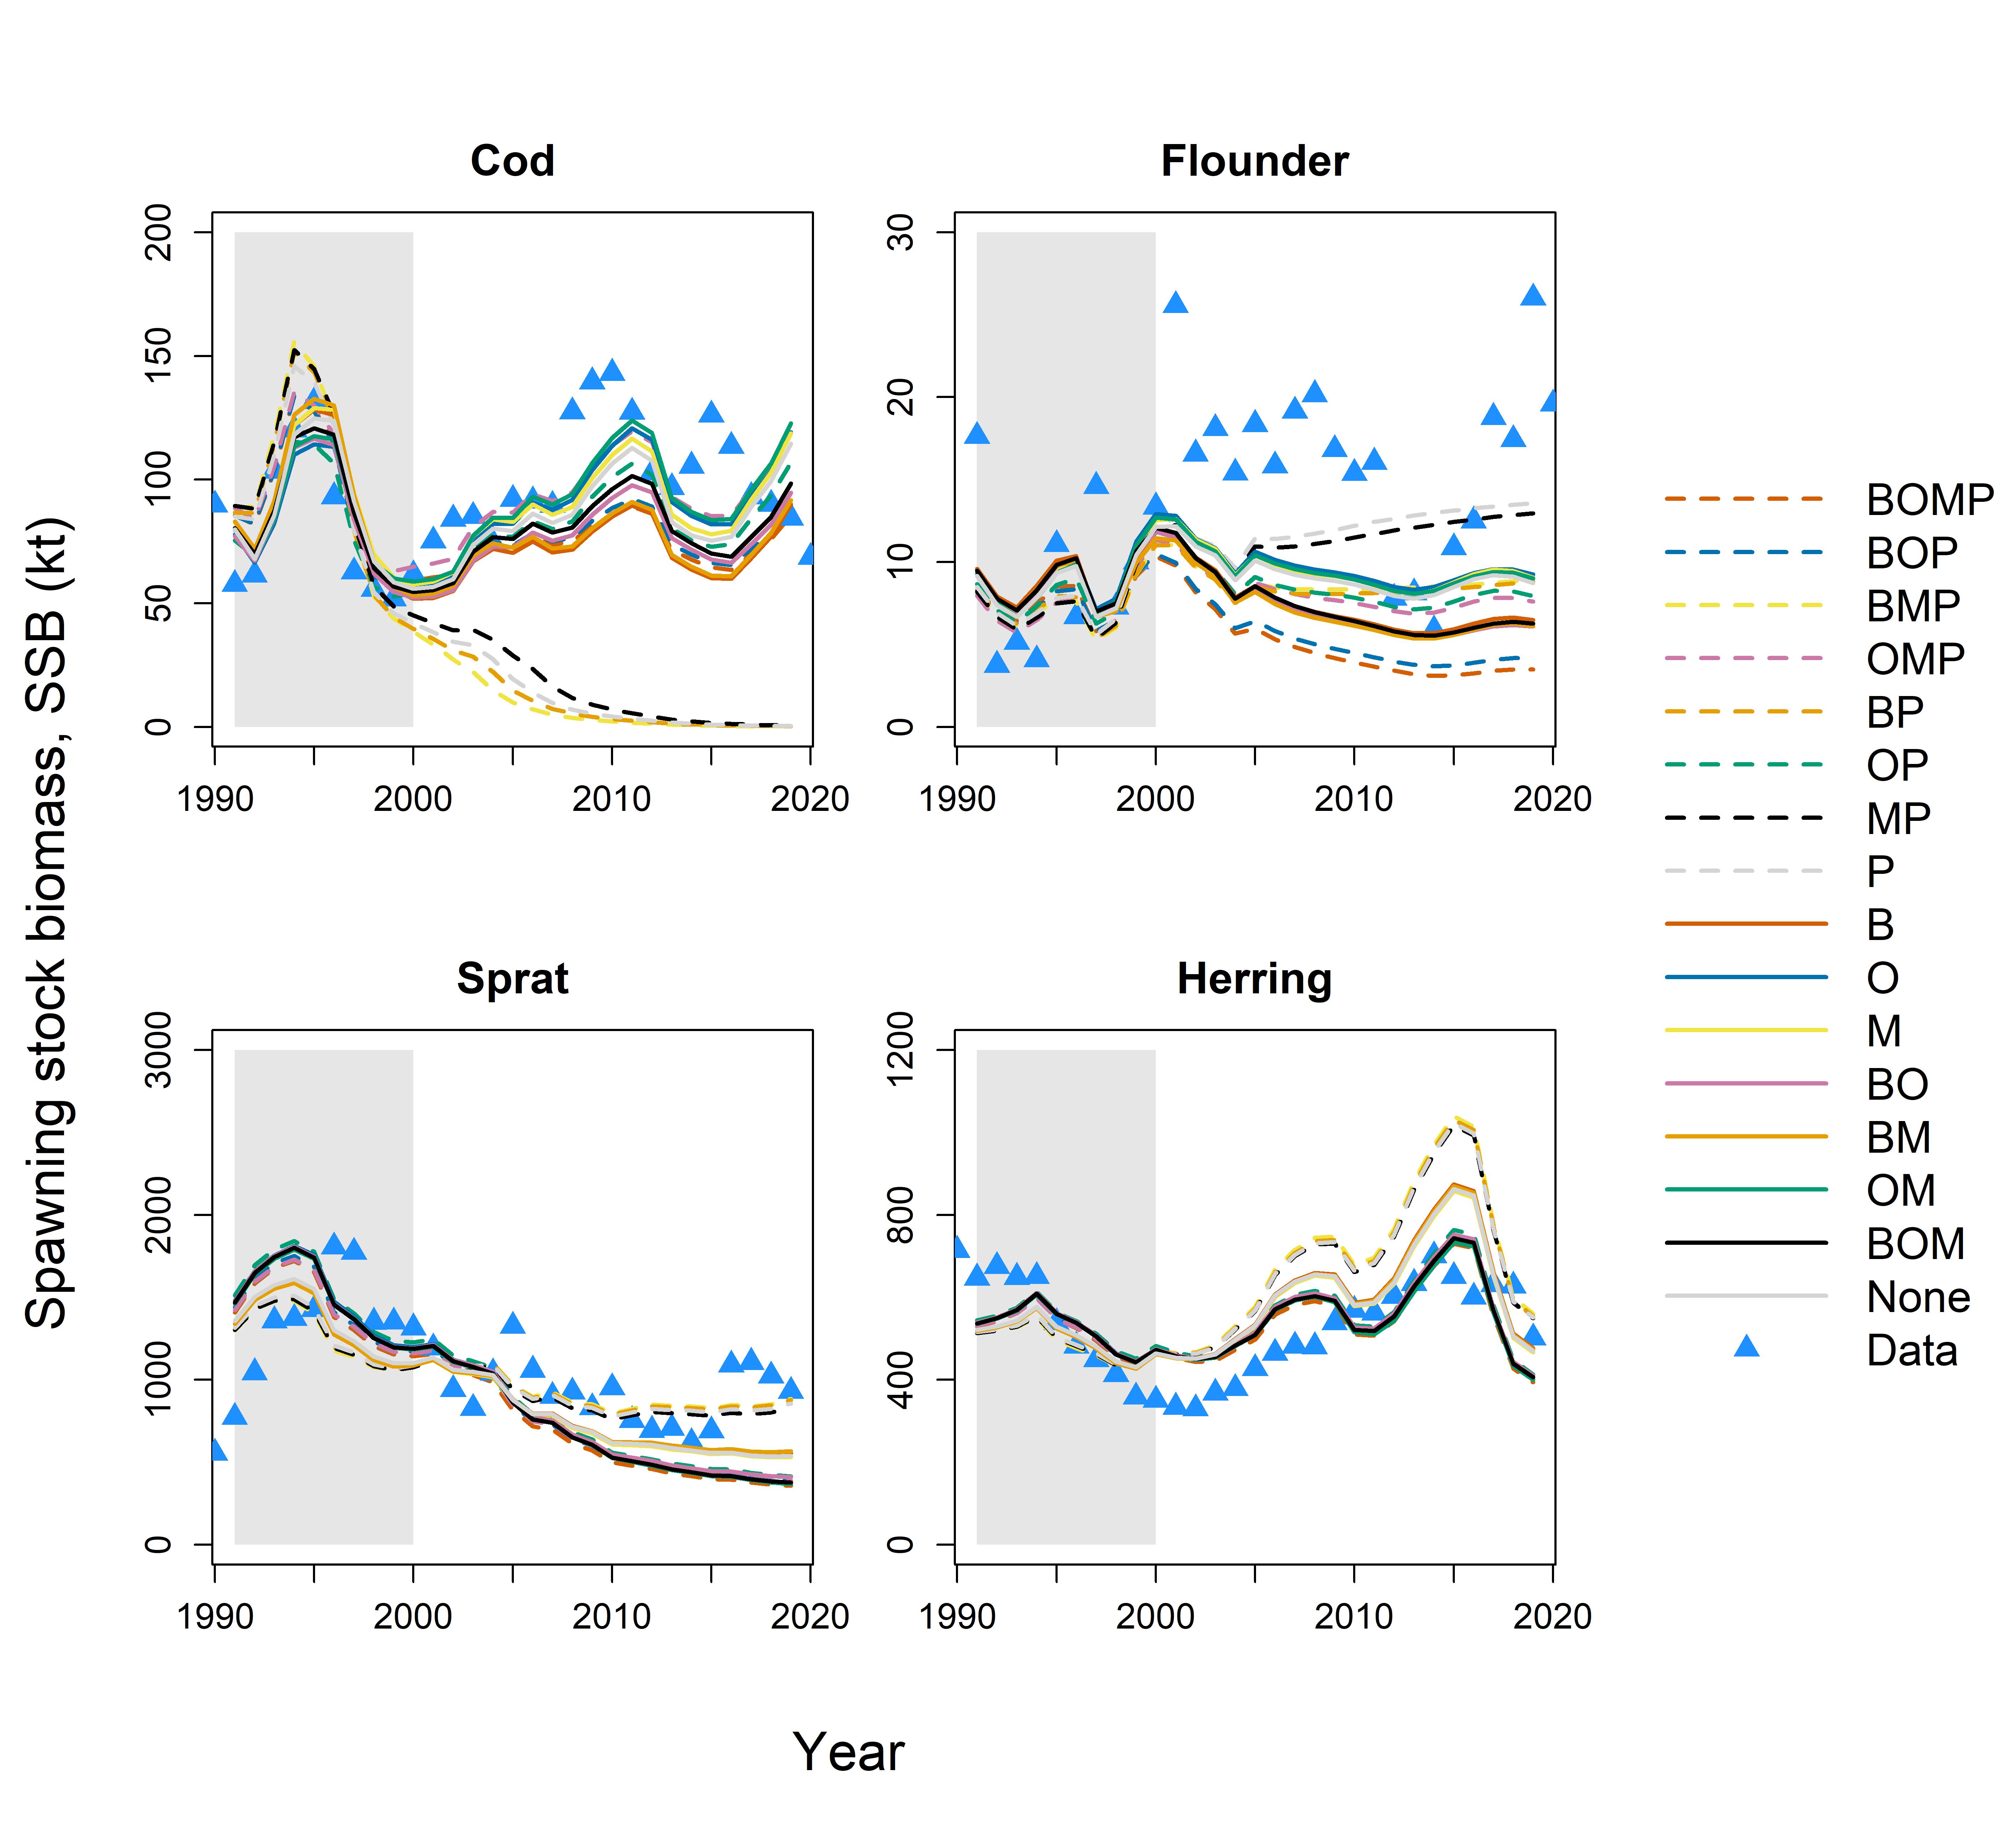 Cod
Flounder
200
150
100
50
0
30
20
10
0
1990 2000 2010 2020
1990 2000 2010 2020
Sprat
Herring
3000
2000
1000
0
1200
800
400
0
1990 2000 2010 2020
1990 2000 2010 2020
Spawning stock biomass, SSB (kt)
Year
BOMP
BOP
BMP
OMP
BP
OP
MP
P
B
O
M
BO
BM
OM
BOM
None
Data